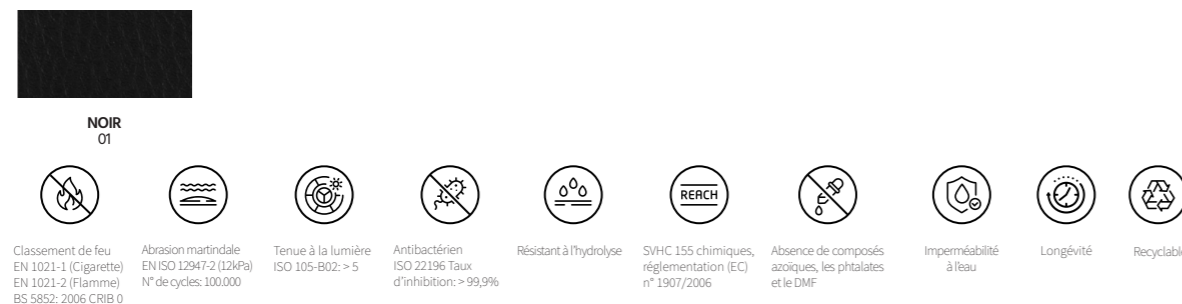 NOIR
01
REACH
Classement de feu
EN 1021-1 (Cigarette)
EN 1021-2 (Flamme)
BS 5852: 2006 CRIB 0
Abrasion martindale
EN ISO 12947-2 (12kPa)
N° de cycles: 100.000
Tenue à la lumière
ISO 105-B02: > 5
Antibactérien
ISO 22196 Taux
d'inhibition: > 99,9%
Résistant à l'hydrolyse
SVHC 155 chimiques,
réglementation (EC)
n° 1907/2006
Absence de composés
azoïques, les phtalates
et le DMF
Imperméabilité
à l'eau
Longévité
Recyclable